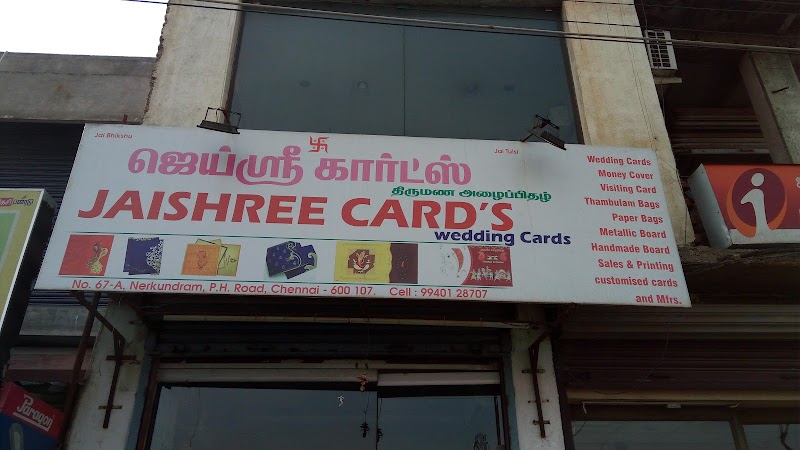 Jai Bhikshu
Jai Tulsi
ஜெய்ஸ்ரீ கார்ட்ஸ்
திருமண அழைப்பிதழ்
JAISHREE CARD'S
wedding Cards
No. 67-A, Nerkundram, P.H. Road, Chennai - 600 107. Cell : 99401 28707
Wedding Cards
Money Cover
Visiting Card
Thambulam Bags
Paper Bags
Metallic Board
Handmade Board
Sales & Printing
customised cards
and Mfrs.
i
Paragon